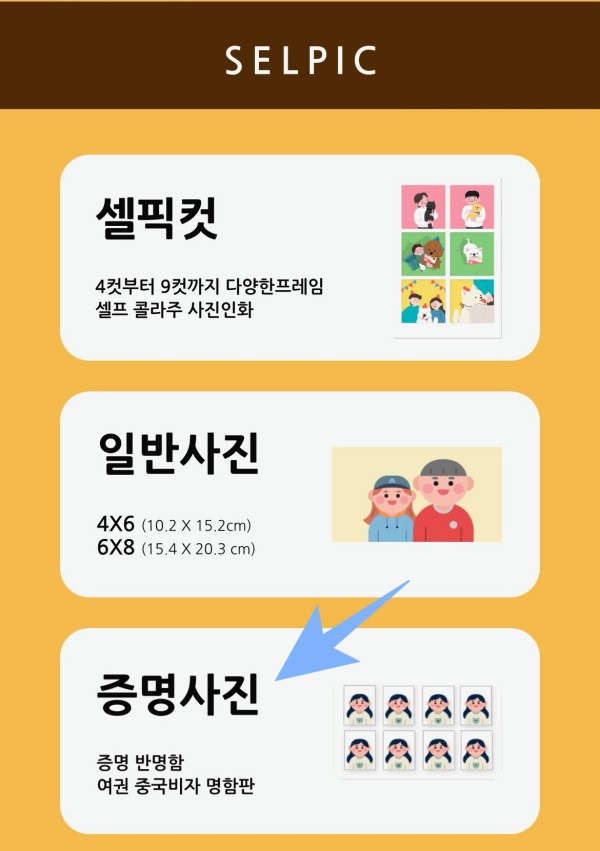 SELPIC
셀픽컷
4컷부터 9컷까지 다양한프레임
셀프 콜라주 사진인화
일반사진
4X6 (10.2 X 15.2cm)
6X8 (15.4 X 20.3 cm)
증명사진
증명 반명함
여권 중국비자 명함판